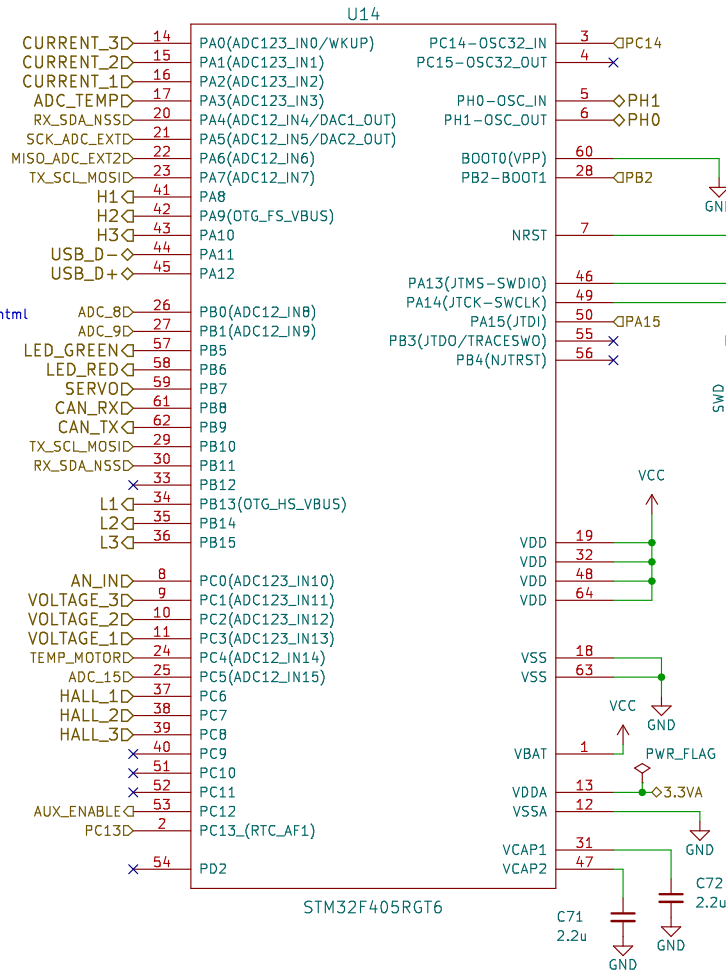 U14
CURRENT_3 14 PA0(ADC123_IN0/WKUP) PC14-OSC32_IN 3 PC14
CURRENT_2 15 PA1(ADC123_IN1) PC15-OSC32_OUT 4
CURRENT_1 16 PA2(ADC123_IN2)
ADC_TEMP 17 PA3(ADC123_IN3) PH0-OSC_IN 5 PH1
RX_SDA_NSS 20 PA4(ADC12_IN4/DAC1_OUT) PH1-OSC_OUT 6 PH0
SCK_ADC_EXT 21 PA5(ADC12_IN5/DAC2_OUT)
MISO_ADC_EXT2 22 PA6(ADC12_IN6) BOOT0(VPP) 60
TX_SCL_MOSI 23 PA7(ADC12_IN7) PB2-BOOT1 28 PB2
H1 41 PA8
GND
H2 42 PA9(OTG_FS_VBUS)
H3 43 PA10 NRST 7
USB_D- 44 PA11
USB_D+ 45 PA12
PA13(JTMS-SWDIO) 46
PA14(JTCK-SWCLK) 49
html
ADC_8 26 PB0(ADC12_IN8)
PA15(JTDI) 50 PA15
ADC_9 27 PB1(ADC12_IN9)
PB3(JTDO/TRACESWO) 55
LED_GREEN 57 PB5
PB4(NJTRST) 56
LED_RED 58 PB6
SERVO 59 PB7
SWD
CAN_RX 61 PB8
CAN_TX 62 PB9
TX_SCL_MOSI 29 PB10
RX_SDA_NSS 30 PB11
VCC
33 PB12
L1 34 PB13(OTG_HS_VBUS)
L2 35 PB14
L3 36 PB15 VDD 19
VDD 32
AN_IN 8 PC0(ADC123_IN10) VDD 48
VOLTAGE_3 9 PC1(ADC123_IN11) VDD 64
VOLTAGE_2 10 PC2(ADC123_IN12)
VOLTAGE_1 11 PC3(ADC123_IN13)
TEMP_MOTOR 24 PC4(ADC12_IN14) VSS 18
ADC_15 25 PC5(ADC12_IN15) VSS 63
HALL_1 37 PC6
VCC
HALL_2 38 PC7
GND
HALL_3 39 PC8
40 PC9 VBAT 1
PWR_FLAG
51 PC10
52 PC11 VDDA 13 3.3VA
AUX_ENABLE 53 PC12 VSSA 12
PC13 2 PC13_(RTC_AF1)
GND
VCAP1 31
54 PD2 VCAP2 47
C72
2.2u
STM32F405RGT6
C71
2.2u
GND
GND